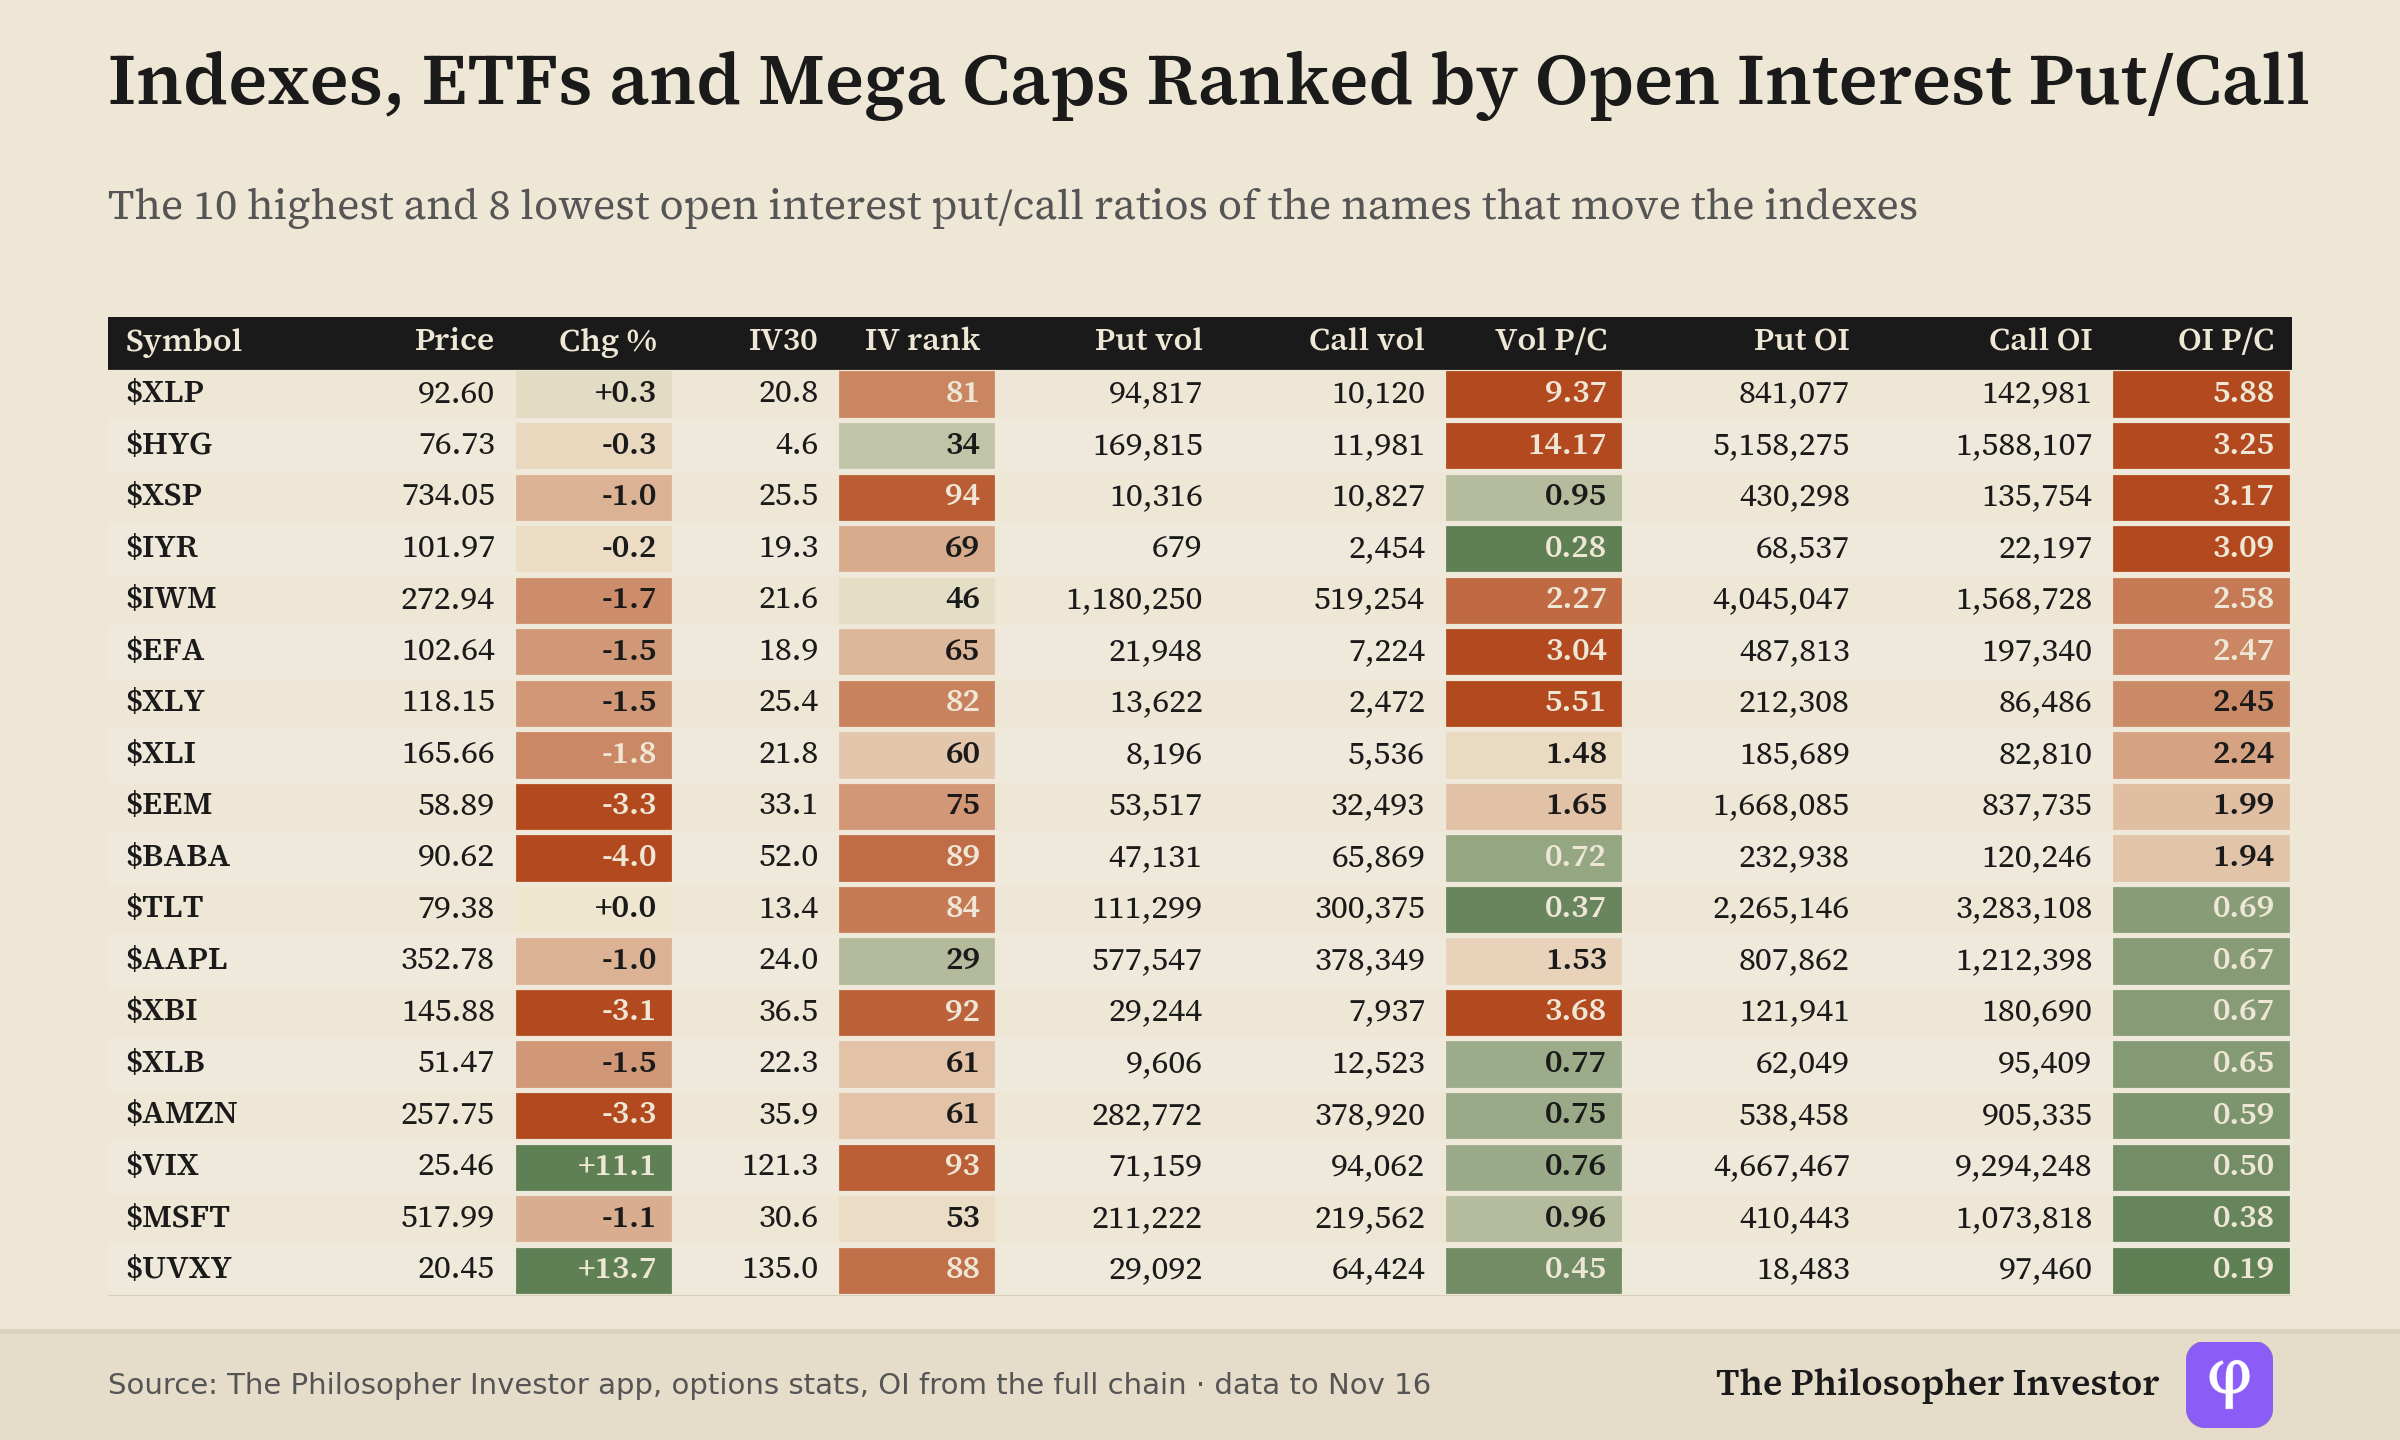 Indexes, ETFs and Mega Caps Ranked by Open Interest Put/Call
The 10 highest and 8 lowest open interest put/call ratios of the names that move the indexes
Symbol Price Chg % IV30 IV rank Put vol Call vol Vol P/C Put OI Call OI OI P/C
$XLP 92.60 +0.3 20.8 81 94,817 10,120 9.37 841,077 142,981 5.88
$HYG 76.73 -0.3 4.6 34 169,815 11,981 14.17 5,158,275 1,588,107 3.25
$XSP 734.05 -1.0 25.5 94 10,316 10,827 0.95 430,298 135,754 3.17
$IYR 101.97 -0.2 19.3 69 679 2,454 0.28 68,537 22,197 3.09
$IWM 272.94 -1.7 21.6 46 1,180,250 519,254 2.27 4,045,047 1,568,728 2.58
$EFA 102.64 -1.5 18.9 65 21,948 7,224 3.04 487,813 197,340 2.47
$XLY 118.15 -1.5 25.4 82 13,622 2,472 5.51 212,308 86,486 2.45
$XLI 165.66 -1.8 21.8 60 8,196 5,536 1.48 185,689 82,810 2.24
$EEM 58.89 -3.3 33.1 75 53,517 32,493 1.65 1,668,085 837,735 1.99
$BABA 90.62 -4.0 52.0 89 47,131 65,869 0.72 232,938 120,246 1.94
$TLT 79.38 +0.0 13.4 84 111,299 300,375 0.37 2,265,146 3,283,108 0.69
$AAPL 352.78 -1.0 24.0 29 577,547 378,349 1.53 807,862 1,212,398 0.67
$XBI 145.88 -3.1 36.5 92 29,244 7,937 3.68 121,941 180,690 0.67
$XLB 51.47 -1.5 22.3 61 9,606 12,523 0.77 62,049 95,409 0.65
$AMZN 257.75 -3.3 35.9 61 282,772 378,920 0.75 538,458 905,335 0.59
$VIX 25.46 +11.1 121.3 93 71,159 94,062 0.76 4,667,467 9,294,248 0.50
$MSFT 517.99 -1.1 30.6 53 211,222 219,562 0.96 410,443 1,073,818 0.38
$UVXY 20.45 +13.7 135.0 88 29,092 64,424 0.45 18,483 97,460 0.19
Source: The Philosopher Investor app, options stats, OI from the full chain · data to Nov 16
The Philosopher Investor φ